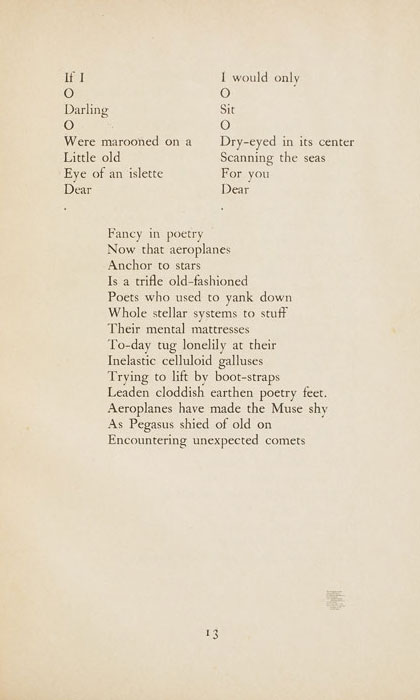 If I
O
Darling
O
Were marooned on a
Little old
Eye of an islette
Dear
.
I would only
O
Sit
O
Dry-eyed in its center
Scanning the seas
For you
Dear
.
Fancy in poetry
Now that aeroplanes
Anchor to stars
Is a trifle old-fashioned
Poets who used to yank down
Whole stellar systems to stuff
Their mental mattresses
To-day tug lonelily at their
Inelastic celluloid galluses
Trying to lift by boot-straps
Leaden cloddish earthen poetry feet.
Aeroplanes have made the Muse shy
As Pegasus shied of old on
Encountering unexpected comets
13